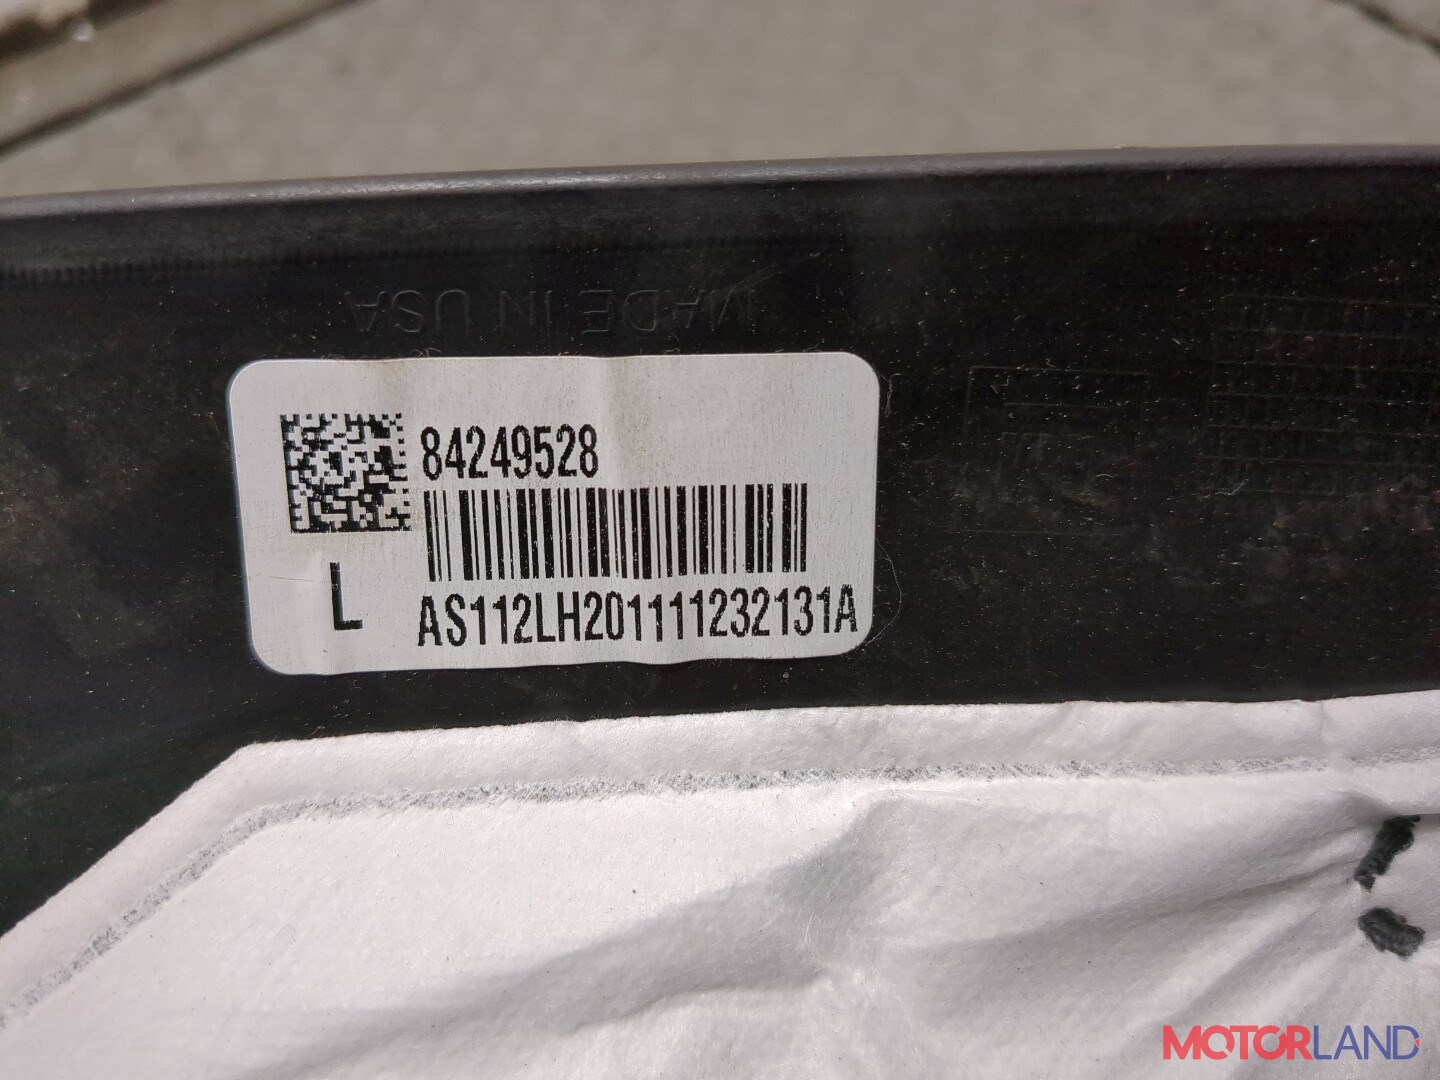 MADE IN USA
84249528
L
AS112LH201111232131A
MOTORLAND